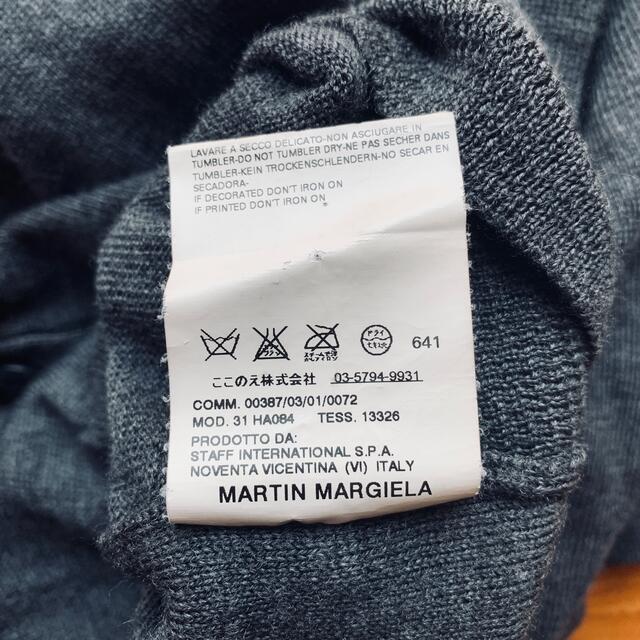 LAVARE A SECCO DELICATO-NON ASCIUGARE IN
TUMBLER-DO NOT TUMBLER DRY-NE PAS SECHER DANS
TUMBLER-KEIN TROCKENSCHLENDERN-NO SECAR EN
SECADORA-
IF DECORATED DON'T IRON ON
IF PRINTED DON'T IRON ON
ドライ 641
ここのえ株式会社 03-5794-9931
COMM. 00387/03/01/0072
MOD. 31 HA084 TESS. 13326
PRODOTTO DA:
STAFF INTERNATIONAL S.P.A.
NOVENTA VICENTINA (VI) ITALY
MARTIN MARGIELA